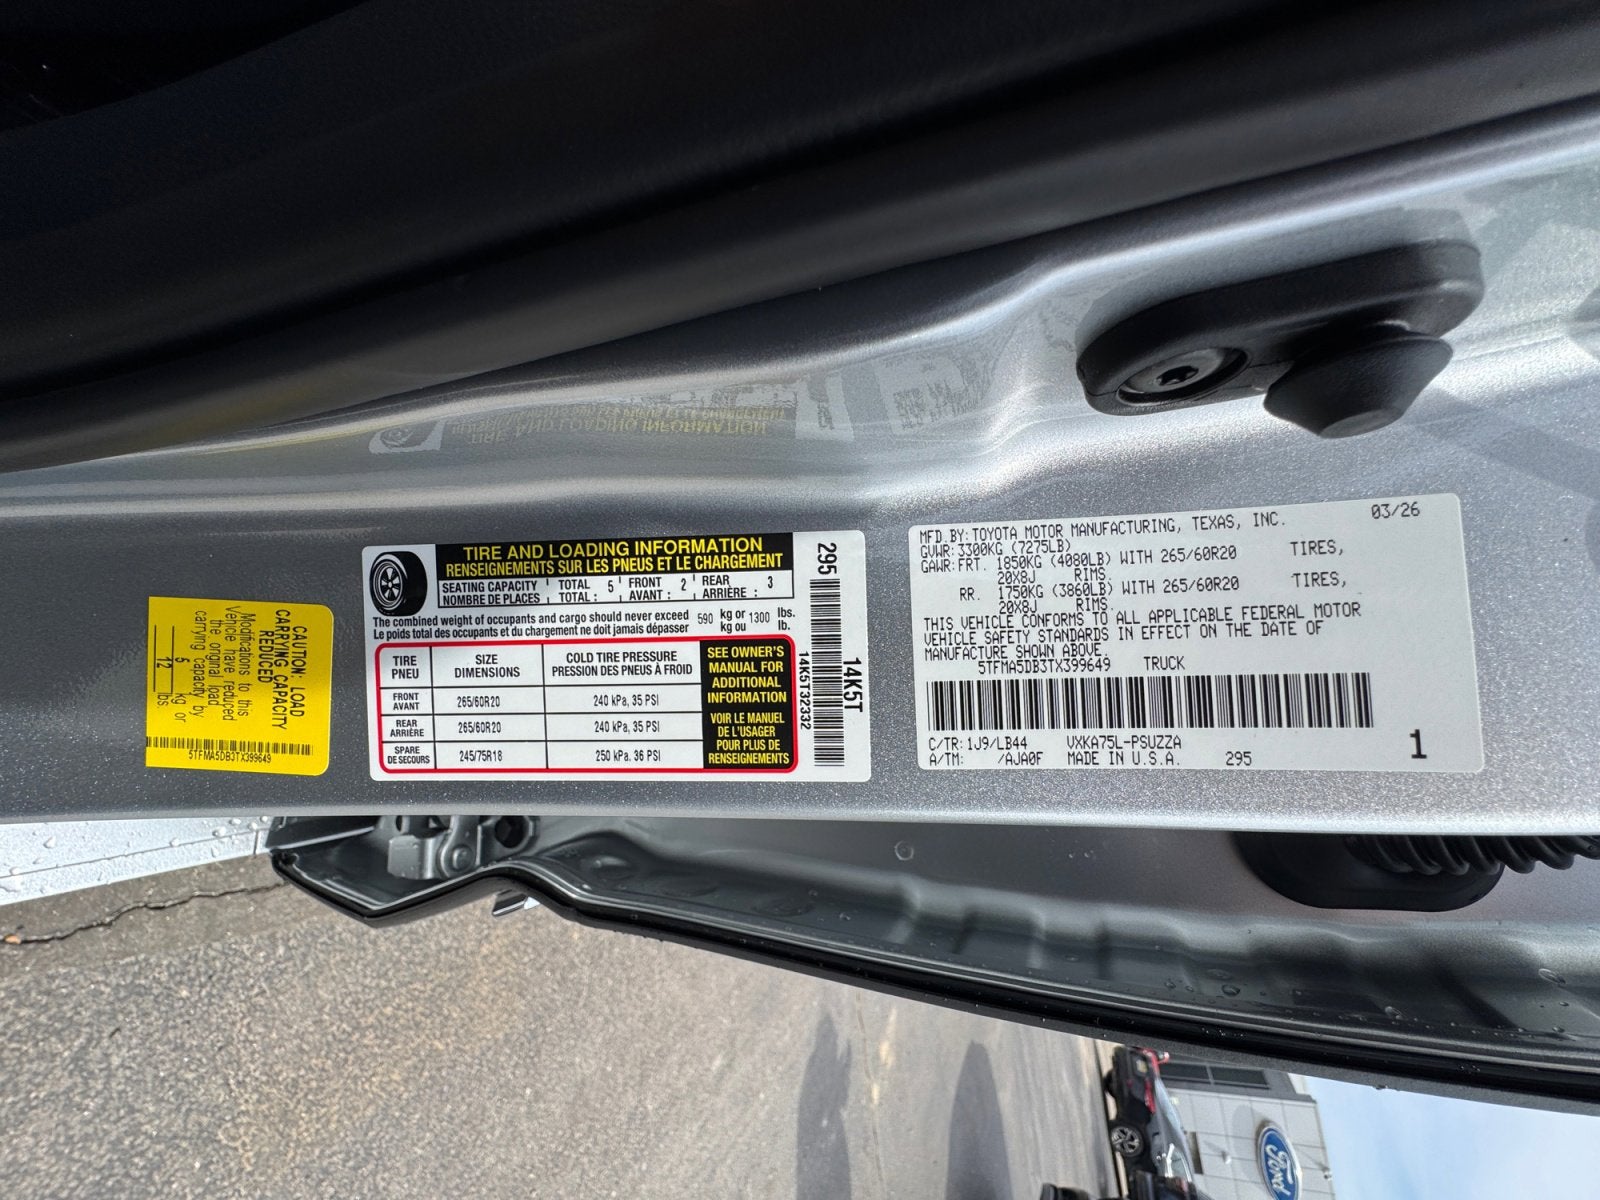 CAUTION: LOAD
CARRYING CAPACITY
REDUCED
Modifications to this
Vehicle have reduced
the original load
carrying capacity by
5 kg or
12 lbs
5TFMA5DB3TX399649
TIRE AND LOADING INFORMATION
RENSEIGNEMENTS SUR LES PNEUS ET LE CHARGEMENT
SEATING CAPACITY TOTAL 5 FRONT 2 REAR 3
NOMBRE DE PLACES TOTAL : AVANT : ARRIÈRE :
The combined weight of occupants and cargo should never exceed 590 kg or 1300 lbs.
Le poids total des occupants et du chargement ne doit jamais dépasser kg ou lb.
TIRE SIZE COLD TIRE PRESSURE
PNEU DIMENSIONS PRESSION DES PNEUS À FROID
FRONT
AVANT 265/60R20 240 kPa, 35 PSI
REAR
ARRIÈRE 265/60R20 240 kPa, 35 PSI
SPARE
DE SECOURS 245/75R18 250 kPa. 36 PSI
SEE OWNER'S
MANUAL FOR
ADDITIONAL
INFORMATION
VOIR LE MANUEL
DE L'USAGER
POUR PLUS DE
RENSEIGNEMENTS
295
14K5T
14K5T32332
MFD.BY:TOYOTA MOTOR MANUFACTURING, TEXAS, INC. 03/26
GVWR:3300KG (7275LB)
GAWR:FRT. 1850KG (4080LB) WITH 265/60R20 TIRES,
20X8J RIMS.
RR. 1750KG (3860LB) WITH 265/60R20 TIRES,
20X8J RIMS.
THIS VEHICLE CONFORMS TO ALL APPLICABLE FEDERAL MOTOR
VEHICLE SAFETY STANDARDS IN EFFECT ON THE DATE OF
MANUFACTURE SHOWN ABOVE.
5TFMA5DB3TX399649 TRUCK
C/TR:1J9/LB44 VXKA75L-PSUZZA
A/TM: /AJA0F MADE IN U.S.A. 295 1
Ford